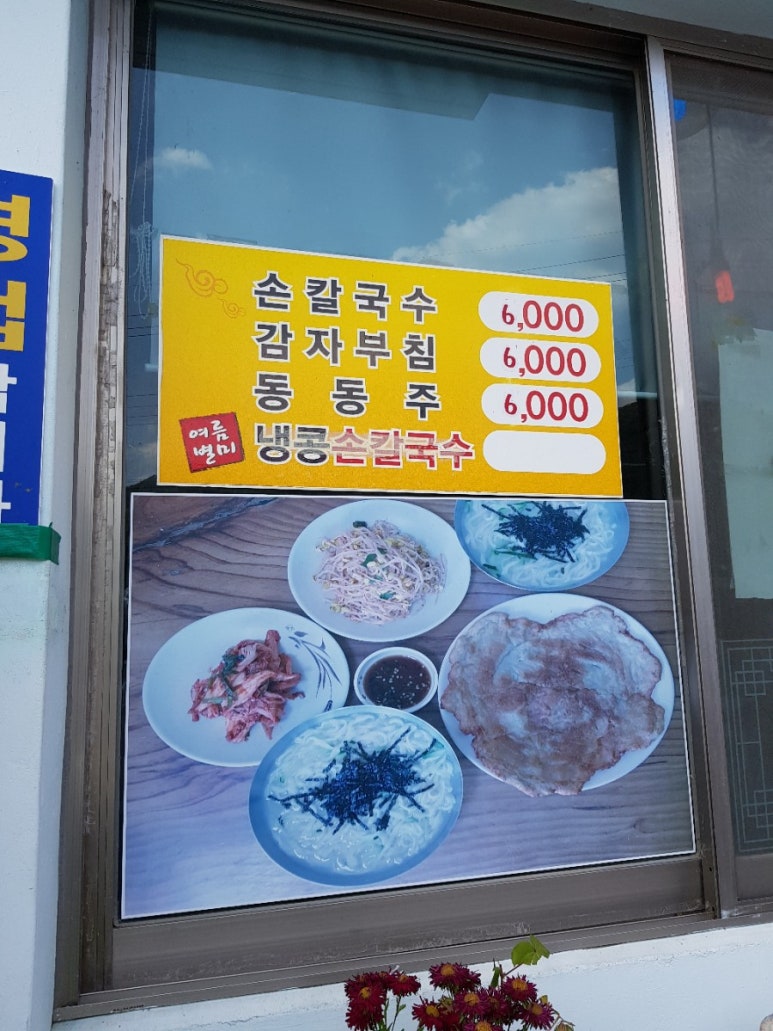 손칼국수 6,000
감자부침 6,000
동동주 6,000
여름
별미
냉콩손칼국수